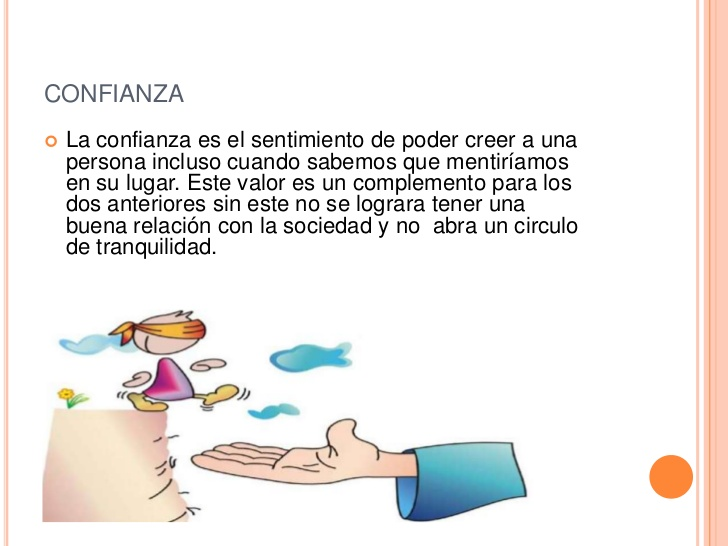 CONFIANZA
La confianza es el sentimiento de poder creer a una
persona incluso cuando sabemos que mentiríamos
en su lugar. Este valor es un complemento para los
dos anteriores sin este no se lograra tener una
buena relación con la sociedad y no  abra un circulo
de tranquilidad.